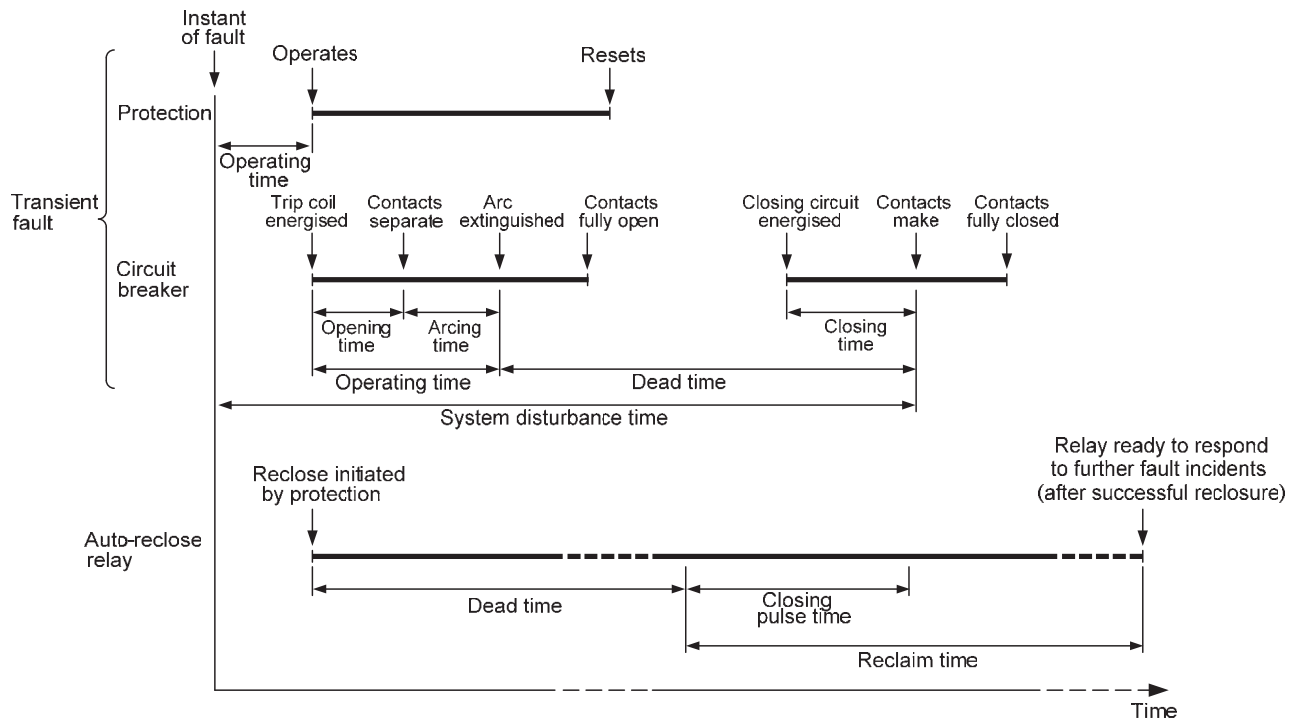 Instant
of fault
Operates
Resets
Protection
Operating
time
Transient
fault
Trip coil
energised
Contacts
separate
Arc
extinguished
Contacts
fully open
Closing circuit
energised
Contacts
make
Contacts
fully closed
Circuit
breaker
Opening
time
Arcing
time
Closing
time
Operating time
Dead time
System disturbance time
Reclose initiated
by protection
Relay ready to respond
to further fault incidents
(after successful reclosure)
Auto-reclose
relay
Dead time
Closing
pulse time
Reclaim time
Time